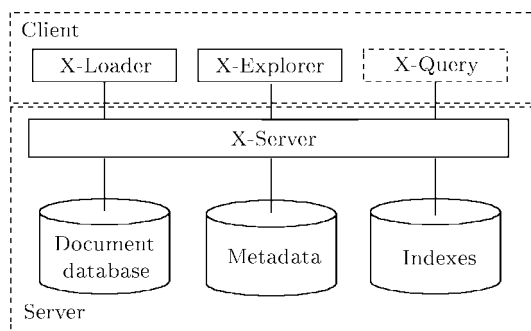 Client
X-Loader
X-Explorer
X-Query
X-Server
Document
database
Metadata
Indexes
Server